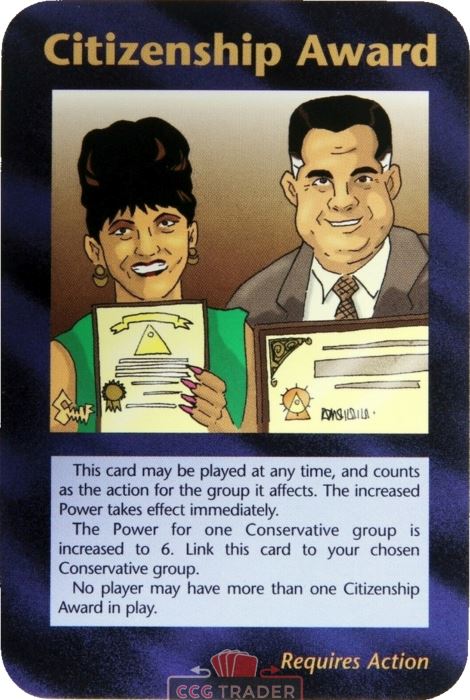 Citizenship Award
This card may be played at any time, and counts
as the action for the group it affects. The increased
Power takes effect immediately.
The Power for one Conservative group is
increased to 6. Link this card to your chosen
Conservative group.
No player may have more than one Citizenship
Award in play.
Requires Action
CCG TRADER